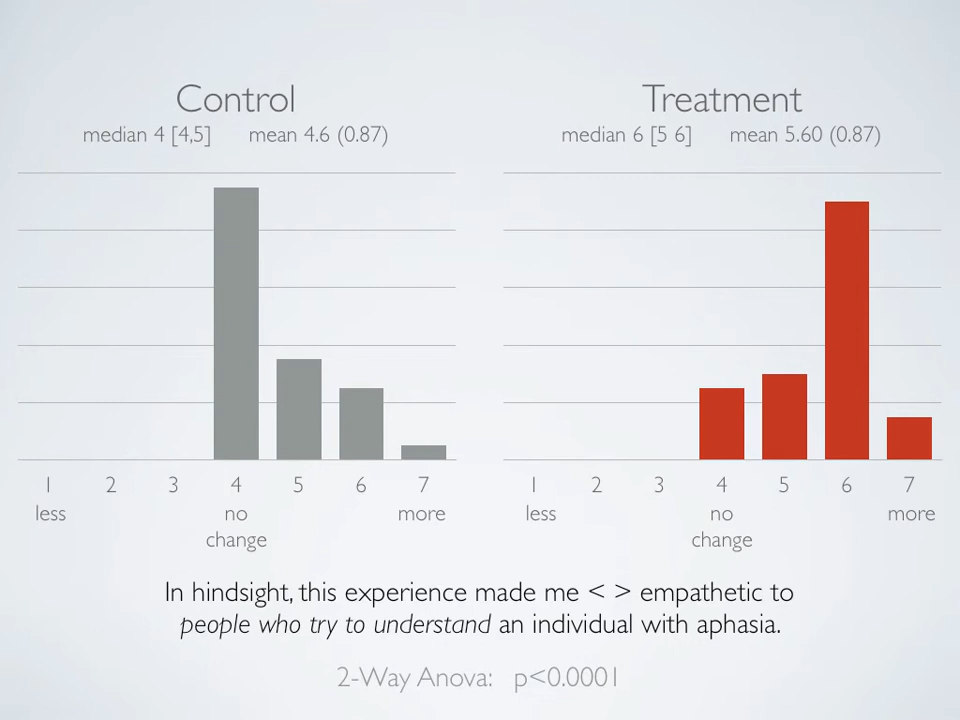 Control
median 4 [4,5] mean 4.6 (0.87)
Treatment
median 6 [5 6] mean 5.60 (0.87)
1 2 3 4 5 6 7
less no more
change
1 2 3 4 5 6 7
less no more
change
In hindsight, this experience made me < > empathetic to
people who try to understand an individual with aphasia.
2-Way Anova: p<0.0001